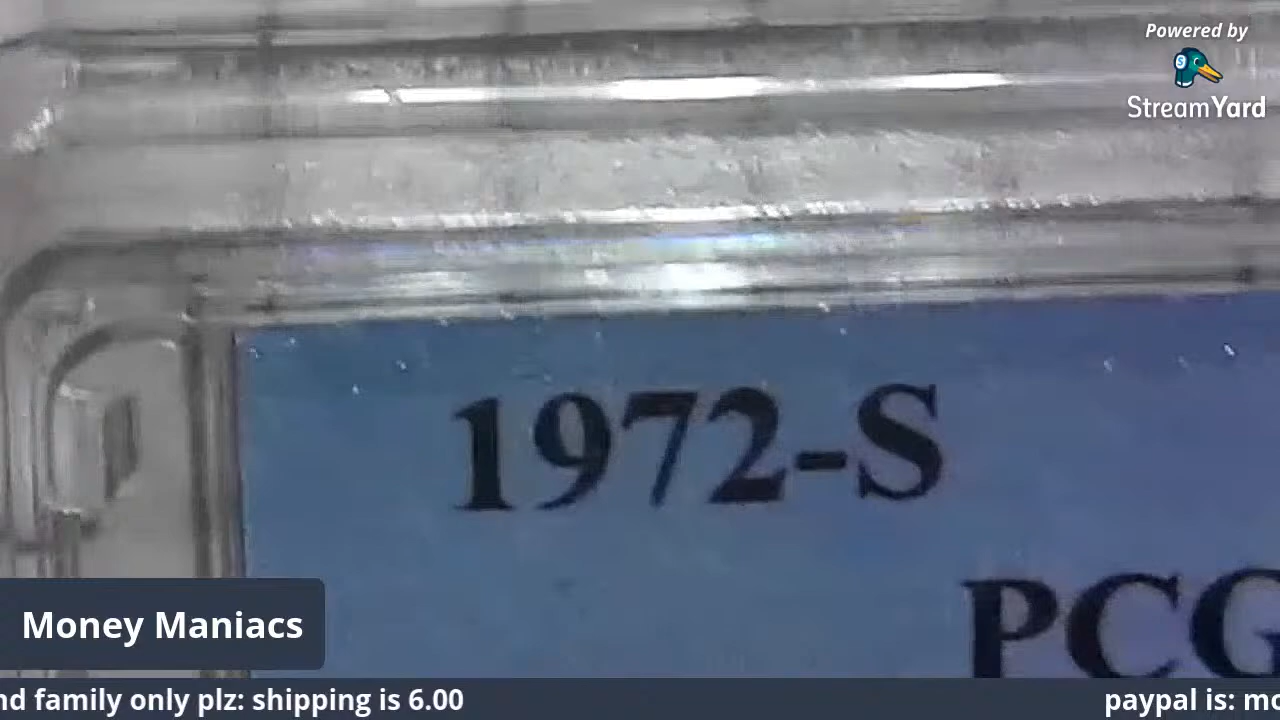 Powered by
StreamYard
1972-S
PCG
Money Maniacs
nd family only plz: shipping is 6.00
paypal is: mo